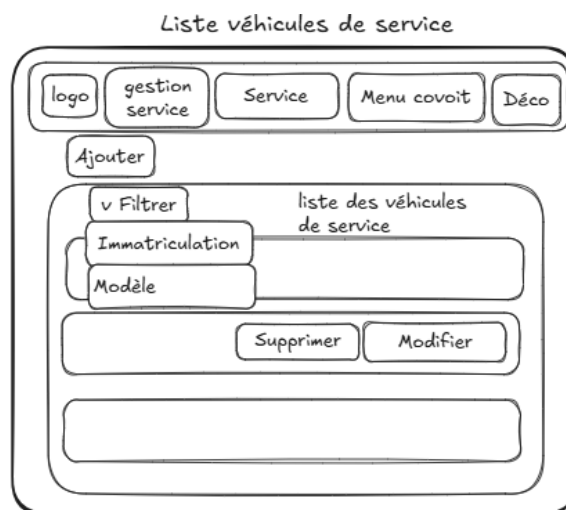 Liste véhicules de service
logo
gestion
service
Service
Menu covoit
Déco
Ajouter
v Filtrer
liste des véhicules
de service
Immatriculation
Modèle
Supprimer
Modifier